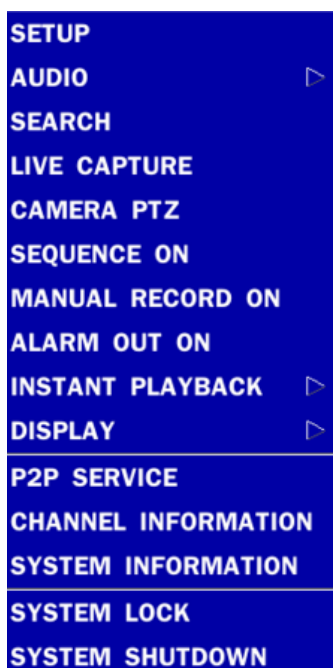 SETUP
AUDIO
SEARCH
LIVE CAPTURE
CAMERA PTZ
SEQUENCE ON
MANUAL RECORD ON
ALARM OUT ON
INSTANT PLAYBACK
DISPLAY
P2P SERVICE
CHANNEL INFORMATION
SYSTEM INFORMATION
SYSTEM LOCK
SYSTEM SHUTDOWN